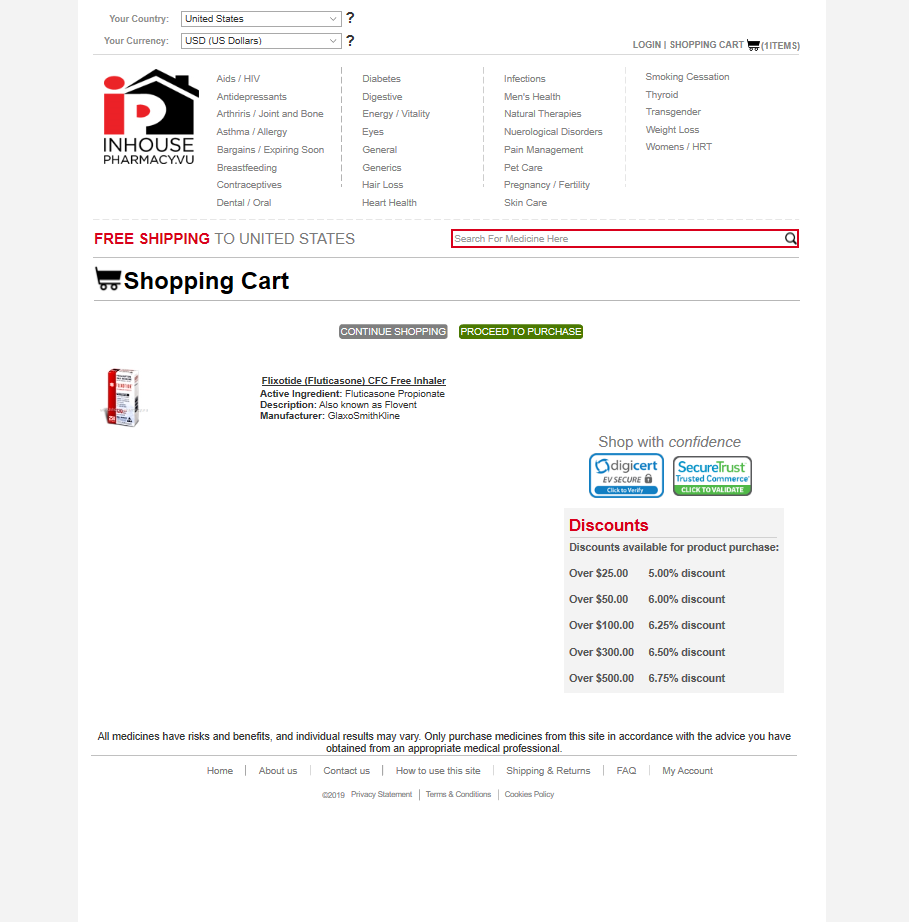 Your Country: United States ?
Your Currency: USD (US Dollars) ?
LOGIN | SHOPPING CART (1ITEMS)
iP
INHOUSE
PHARMACY.VU
Aids / HIV
Antidepressants
Arthriris / Joint and Bone
Asthma / Allergy
Bargains / Expiring Soon
Breastfeeding
Contraceptives
Dental / Oral
Diabetes
Digestive
Energy / Vitality
Eyes
General
Generics
Hair Loss
Heart Health
Infections
Men's Health
Natural Therapies
Nuerological Disorders
Pain Management
Pet Care
Pregnancy / Fertility
Skin Care
Smoking Cessation
Thyroid
Transgender
Weight Loss
Womens / HRT
FREE SHIPPING TO UNITED STATES
Search For Medicine Here
Shopping Cart
CONTINUE SHOPPING PROCEED TO PURCHASE
Flixotide (Fluticasone) CFC Free Inhaler
Active Ingredient: Fluticasone Propionate
Description: Also known as Flovent
Manufacturer: GlaxoSmithKline
Shop with confidence
digicert
EV SECURE
Click to Verify
SecureTrust
Trusted Commerce
CLICK TO VALIDATE
Discounts
Discounts available for product purchase:
Over $25.00 5.00% discount
Over $50.00 6.00% discount
Over $100.00 6.25% discount
Over $300.00 6.50% discount
Over $500.00 6.75% discount
All medicines have risks and benefits, and individual results may vary. Only purchase medicines from this site in accordance with the advice you have
obtained from an appropriate medical professional.
Home | About us | Contact us | How to use this site | Shipping & Returns | FAQ | My Account
©2019 Privacy Statement | Terms & Conditions | Cookies Policy